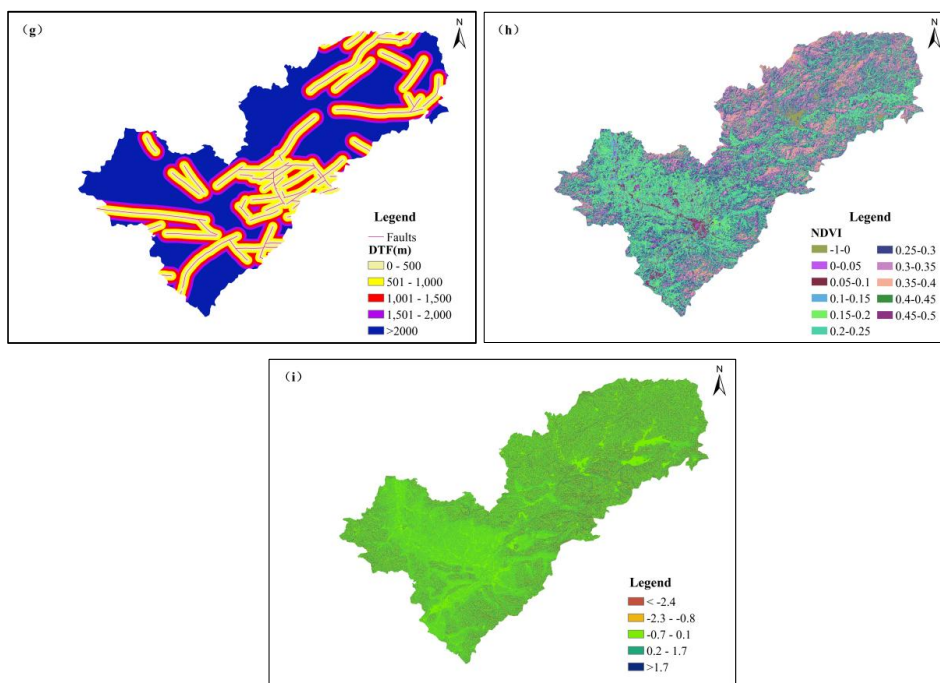 (g)
N
Legend
Faults
DTF(m)
0 - 500
501 - 1,000
1,001 - 1,500
1,501 - 2,000
>2000
(h)
N
Legend
NDVI
-1-0
0-0.05
0.05-0.1
0.1-0.15
0.15-0.2
0.2-0.25
0.25-0.3
0.3-0.35
0.35-0.4
0.4-0.45
0.45-0.5
(i)
N
Legend
< -2.4
-2.3 - -0.8
-0.7 - 0.1
0.2 - 1.7
>1.7